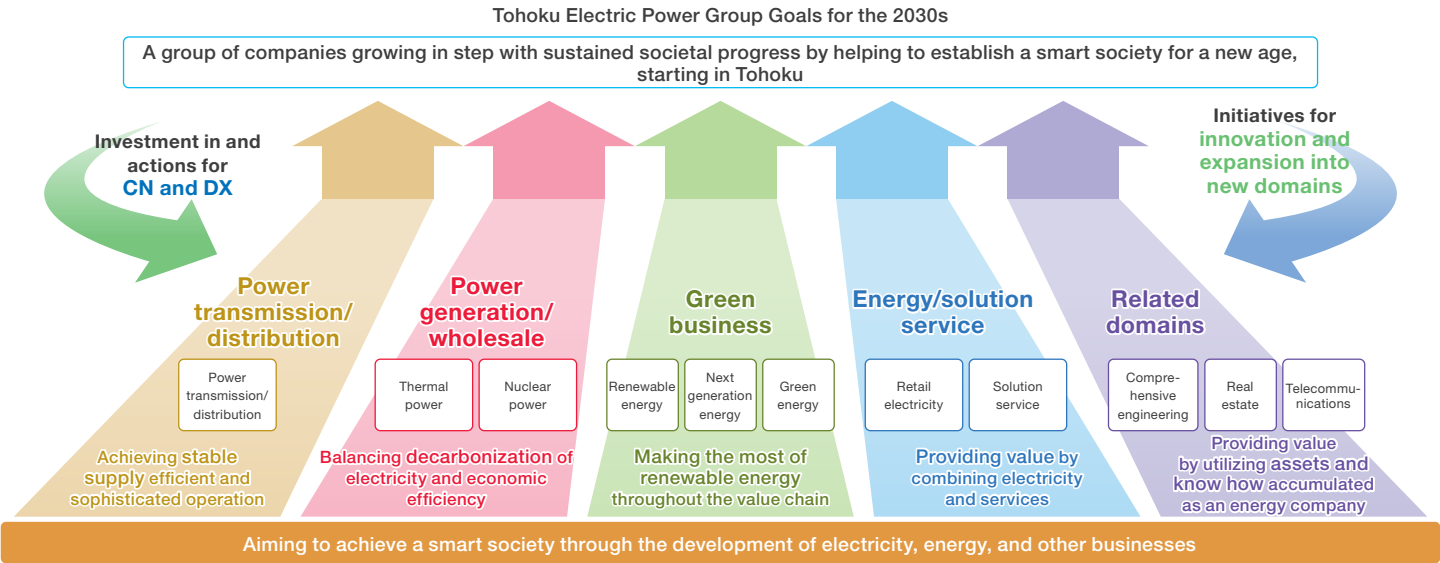 Tohoku Electric Power Group Goals for the 2030s
A group of companies growing in step with sustained societal progress by helping to establish a smart society for a new age,
starting in Tohoku
Investment in and
actions for
CN and DX
Initiatives for
innovation and
expansion into
new domains
Power
transmission/
distribution
Power
transmission/
distribution
Achieving stable
supply efficient and
sophisticated operation
Power
generation/
wholesale
Thermal
power
Nuclear
power
Balancing decarbonization of
electricity and economic
efficiency
Green
business
Renewable
energy
Next
generation
energy
Green
energy
Making the most of
renewable energy
throughout the value chain
Energy/solution
service
Retail
electricity
Solution
service
Providing value by
combining electricity
and services
Related
domains
Compre-
hensive
engineering
Real
estate
Telecommu-
nications
Providing value
by utilizing assets and
know how accumulated
as an energy company
Aiming to achieve a smart society through the development of electricity, energy, and other businesses